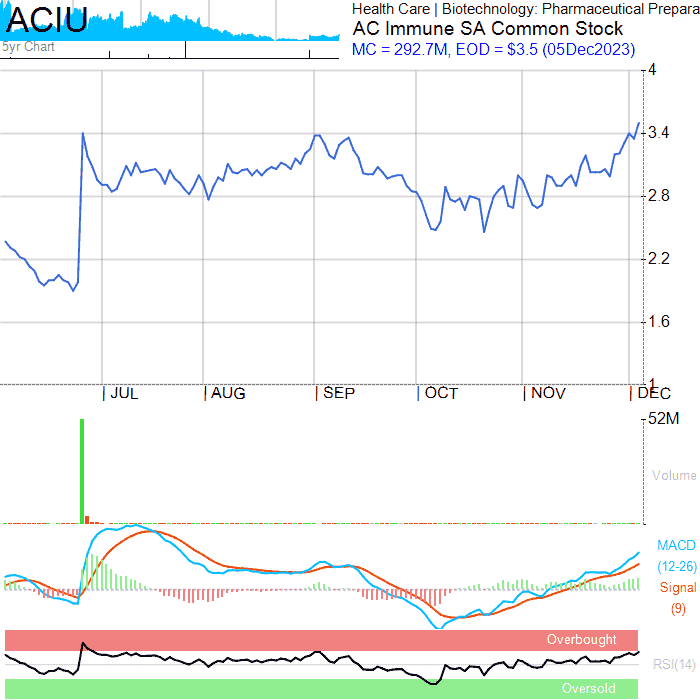 ACIU
5yr Chart
Health Care | Biotechnology: Pharmaceutical Prepara
AC Immune SA Common Stock
MC = 292.7M, EOD = $3.5 (05Dec2023)
4
3.4
2.8
2.2
1.6
1
JUL AUG SEP OCT NOV DEC
52M
Volume
MACD
(12-26)
Signal
(9)
Overbought
RSI(14)
Oversold